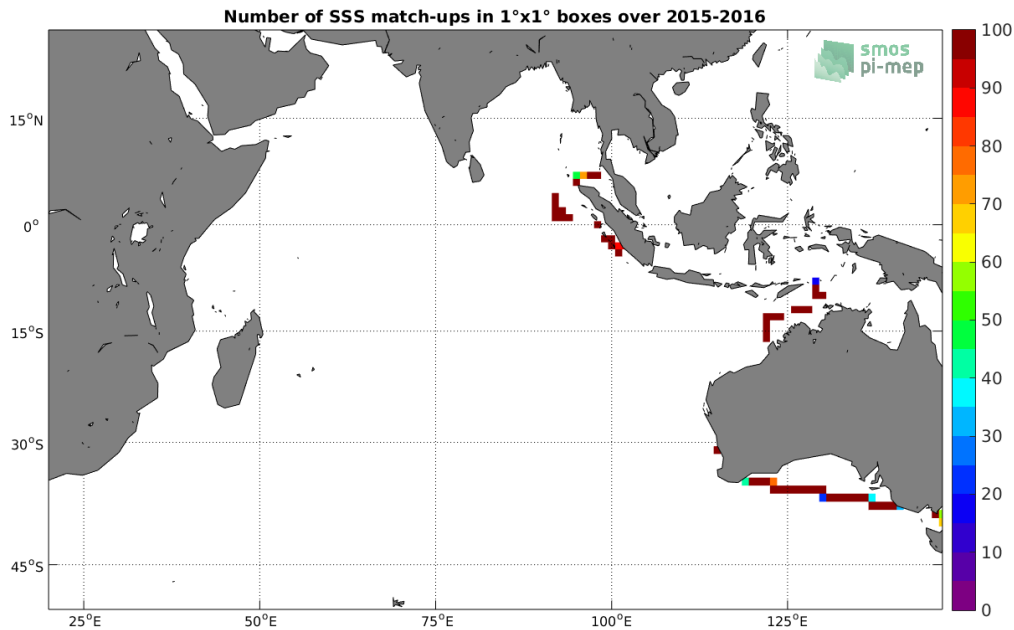 Number of SSS match-ups in 1°x1° boxes over 2015-2016
smos
pi-mep
15°N
0°
15°S
30°S
45°S
25°E
50°E
75°E
100°E
125°E
100
90
80
70
60
50
40
30
20
10
0